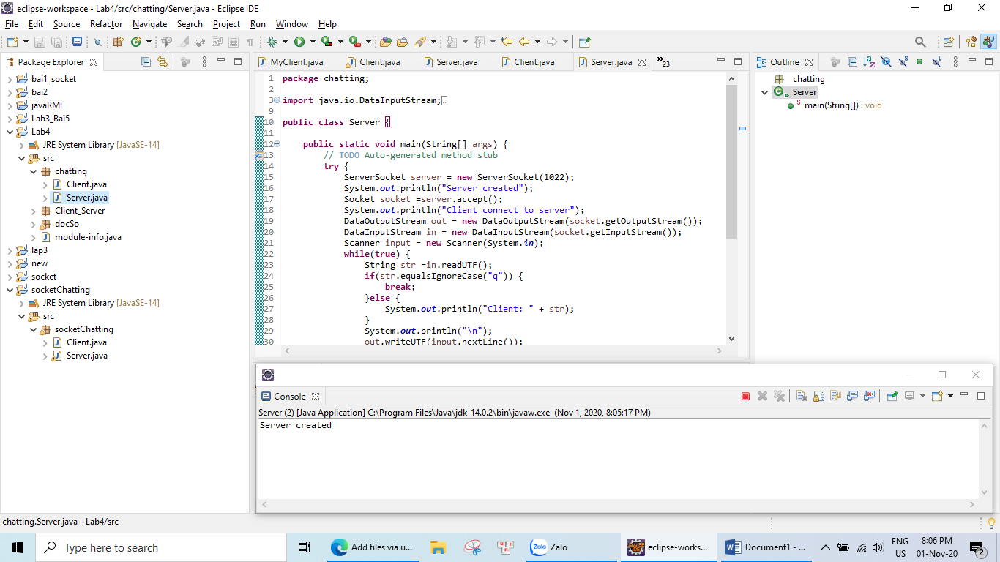 eclipse-workspace - Lab4/src/chatting/Server.java - Eclipse IDE
File Edit Source Refactor Navigate Search Project Run Window Help
Package Explorer
bai1_socket
bai2
javaRMI
Lab3_Bai5
Lab4
JRE System Library [JavaSE-14]
src
chatting
Client.java
Server.java
Client_Server
docSo
module-info.java
lap3
new
socket
socketChatting
JRE System Library [JavaSE-14]
src
socketChatting
Client.java
Server.java
MyClient.java Client.java Server.java Client.java Server.java »23
1 package chatting;
2
3 import java.io.DataInputStream;
9
10 public class Server {
11
12 public static void main(String[] args) {
13 // TODO Auto-generated method stub
14 try {
15 ServerSocket server = new ServerSocket(1022);
16 System.out.println("Server created");
17 Socket socket =server.accept();
18 System.out.println("Client connect to server");
19 DataOutputStream out = new DataOutputStream(socket.getOutputStream());
20 DataInputStream in = new DataInputStream(socket.getInputStream());
21 Scanner input = new Scanner(System.in);
22 while(true) {
23 String str =in.readUTF();
24 if(str.equalsIgnoreCase("q")) {
25 break;
26 }else {
27 System.out.println("Client: " + str);
28 }
29 System.out.println("\n");
30 out.writeUTF(input.nextLine());
Outline
chatting
Server
main(String[]) : void
Console
Server (2) [Java Application] C:\Program Files\Java\jdk-14.0.2\bin\javaw.exe (Nov 1, 2020, 8:05:17 PM)
Server created
chatting.Server.java - Lab4/src
Type here to search
Add files via u...
Zalo
Zalo
eclipse-works...
Document1 - ...
ENG
US
8:06 PM
01-Nov-20
2